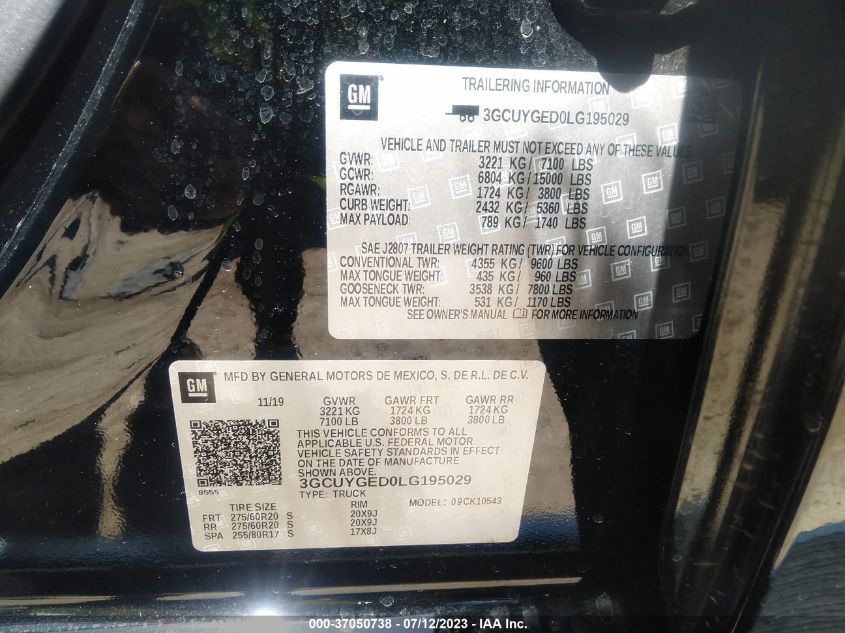 GM
TRAILERING INFORMATION
3GCUYGED0LG195029
VEHICLE AND TRAILER MUST NOT EXCEED ANY OF THESE VALUES
GVWR: 3221 KG / 7100 LBS
GCWR: 6804 KG / 15000 LBS
RGAWR: 1724 KG / 3800 LBS
CURB WEIGHT: 2432 KG / 5360 LBS
MAX PAYLOAD: 789 KG / 1740 LBS
SAE J2807 TRAILER WEIGHT RATING (TWR) FOR VEHICLE CONFIGURATION
CONVENTIONAL TWR: 4355 KG / 9600 LBS
MAX TONGUE WEIGHT: 435 KG / 960 LBS
GOOSENECK TWR: 3538 KG / 7800 LBS
MAX TONGUE WEIGHT: 531 KG / 1170 LBS
SEE OWNER'S MANUAL FOR MORE INFORMATION
GM
MFD BY GENERAL MOTORS DE MEXICO, S. DE R.L. DE C.V.
11/19 GVWR GAWR FRT GAWR RR
3221 KG 1724 KG 1724 KG
7100 LB 3800 LB 3800 LB
THIS VEHICLE CONFORMS TO ALL
APPLICABLE U.S. FEDERAL MOTOR
VEHICLE SAFETY STANDARDS IN EFFECT
ON THE DATE OF MANUFACTURE
SHOWN ABOVE.
3GCUYGED0LG195029
8555 TYPE: TRUCK MODEL: 09CK10543
TIRE SIZE RIM
FRT 275/60R20 S 20X9J
RR 275/60R20 S 20X9J
SPA 255/80R17 S 17X8J
000-37050738 - 07/12/2023 - IAA Inc.